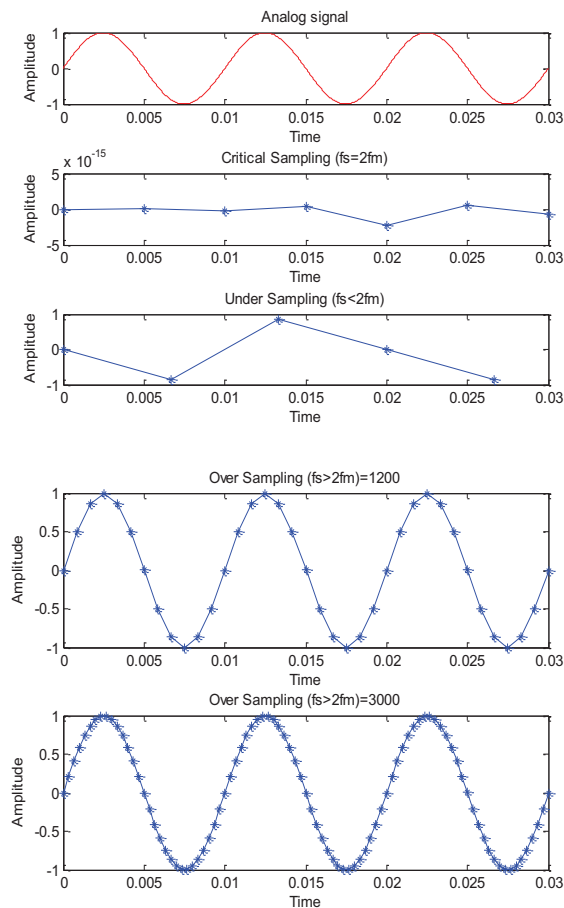 Analog signal
1
0
-1
Amplitude
0 0.005 0.01 0.015 0.02 0.025 0.03
Time
x 10-15
Critical Sampling (fs=2fm)
5
0
-5
Amplitude
0 0.005 0.01 0.015 0.02 0.025 0.03
Time
Under Sampling (fs<2fm)
1
0
-1
Amplitude
0 0.005 0.01 0.015 0.02 0.025 0.03
Time
Over Sampling (fs>2fm)=1200
1
0.5
0
-0.5
-1
Amplitude
0 0.005 0.01 0.015 0.02 0.025 0.03
Time
Over Sampling (fs>2fm)=3000
1
0.5
0
-0.5
-1
Amplitude
0 0.005 0.01 0.015 0.02 0.025 0.03
Time